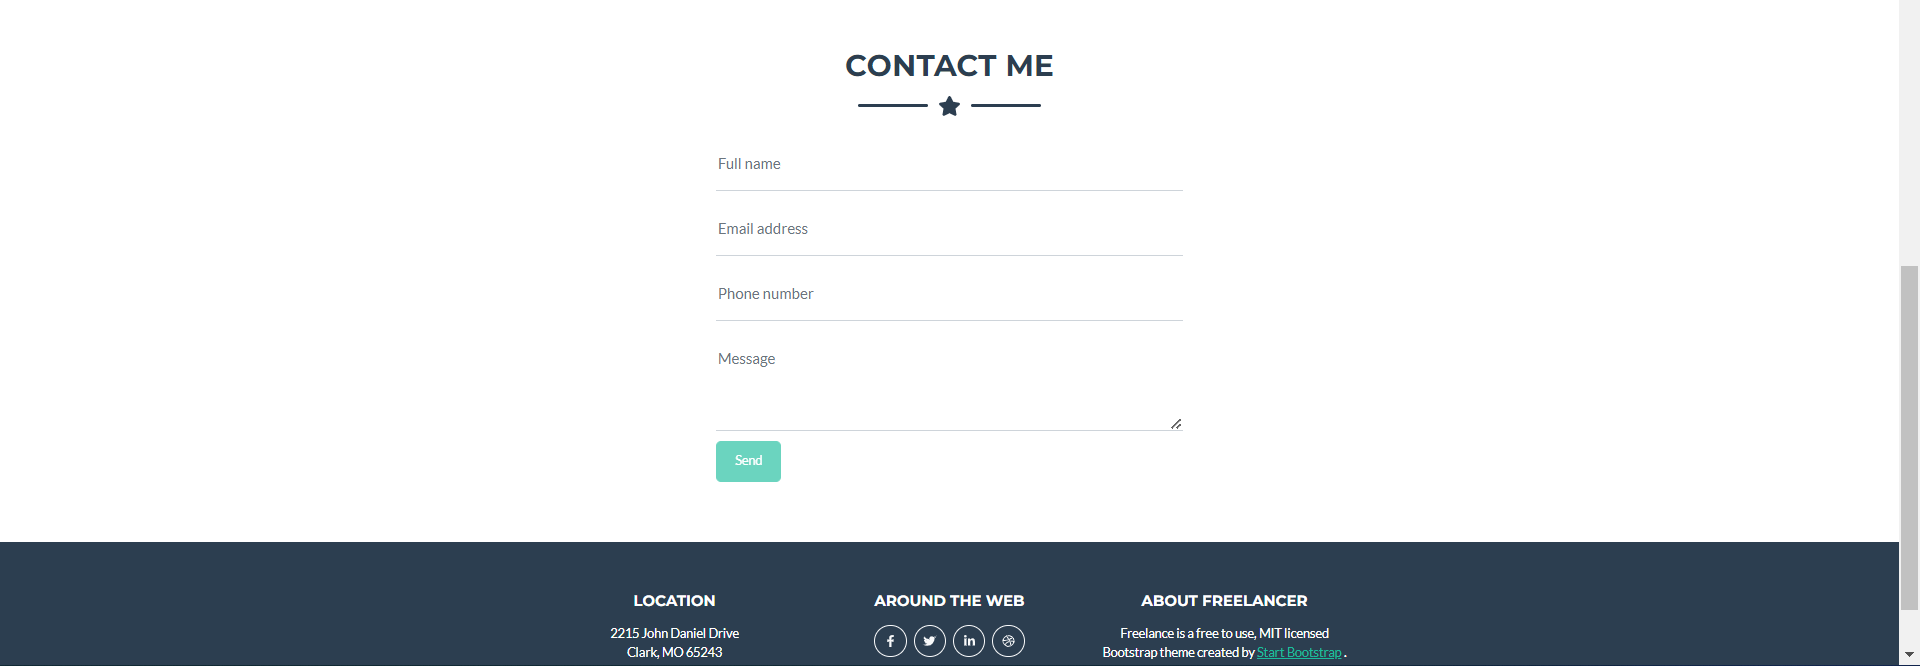 CONTACT ME
Full name
Email address
Phone number
Message
Send
LOCATION
2215 John Daniel Drive
Clark, MO 65243
AROUND THE WEB
ABOUT FREELANCER
Freelance is a free to use, MIT licensed
Bootstrap theme created by Start Bootstrap .